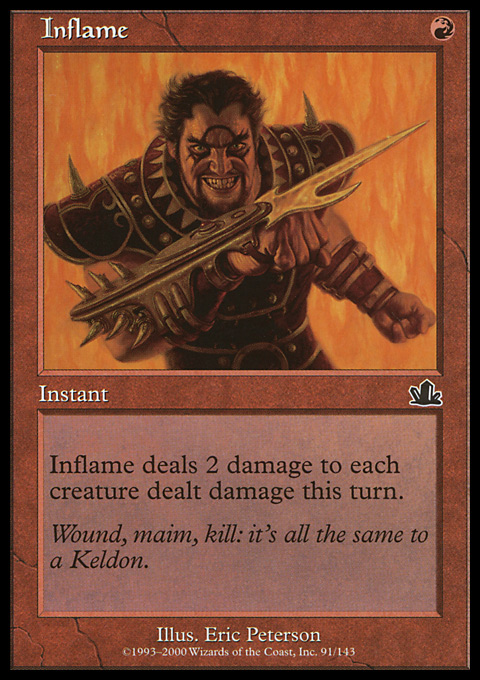 Inflame
Instant
Inflame deals 2 damage to each
creature dealt damage this turn.
Wound, maim, kill: it's all the same to
a Keldon.
Illus. Eric Peterson
©1993–2000 Wizards of the Coast, Inc. 91/143